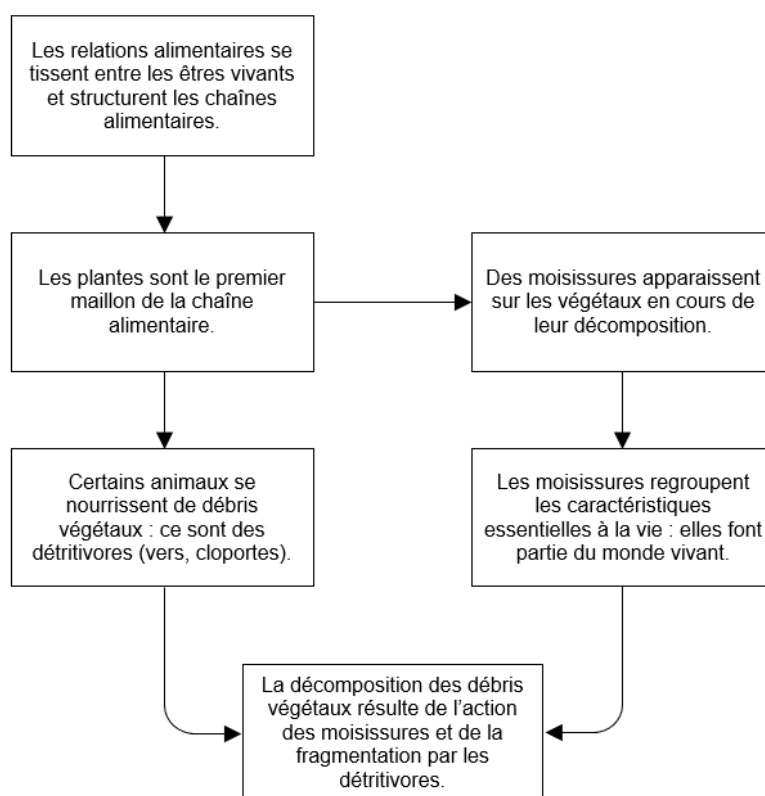 Les relations alimentaires se
tissent entre les êtres vivants
et structurent les chaînes
alimentaires.
Les plantes sont le premier
maillon de la chaîne
alimentaire.
Des moisissures apparaissent
sur les végétaux en cours de
leur décomposition.
Certains animaux se
nourrissent de débris
végétaux : ce sont des
détritivores (vers, cloportes).
Les moisissures regroupent
les caractéristiques
essentielles à la vie : elles font
partie du monde vivant.
La décomposition des débris
végétaux résulte de l’action
des moisissures et de la
fragmentation par les
détritivores.